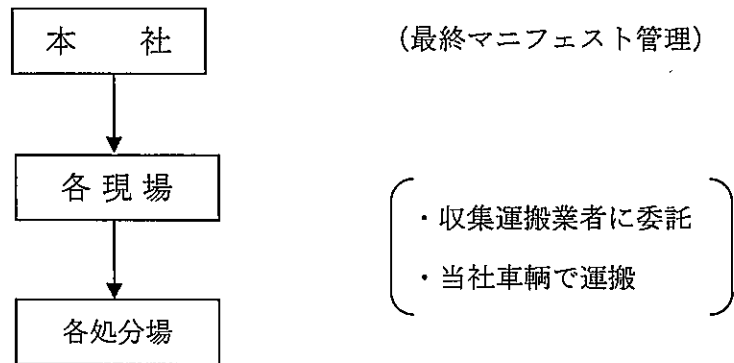 本　　社
（最終マニフェスト管理）
各 現 場
・収集運搬業者に委託
・当社車輌で運搬
各処分場